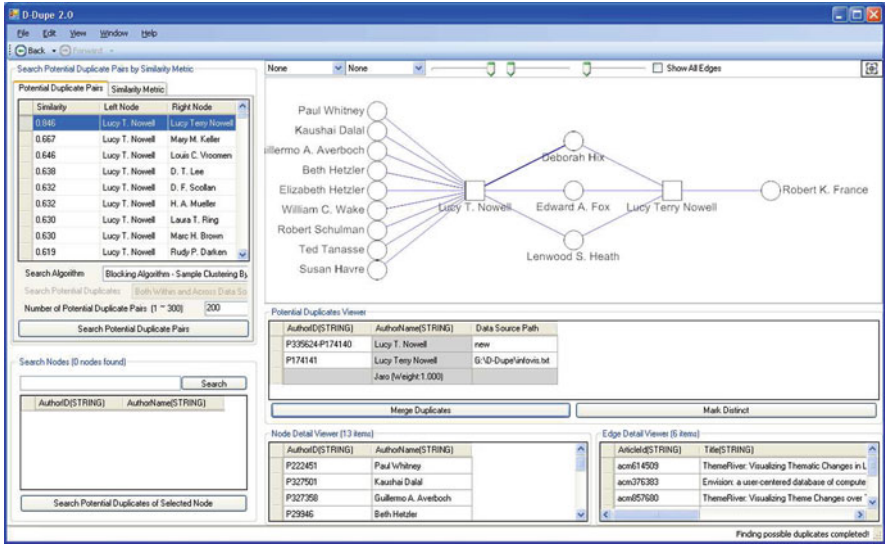 D-Dupe 2.0
File Edit View Window Help
Back Forward
Search Potential Duplicate Pairs by Similarity Metric
Potential Duplicate Pairs Similarity Metric
Similarity Left Node Right Node
0.846 Lucy T. Nowell Lucy Terry Nowell
0.667 Lucy T. Nowell Mary M. Keller
0.646 Lucy T. Nowell Louis C. Vroomen
0.638 Lucy T. Nowell D. T. Lee
0.632 Lucy T. Nowell D. F. Scollan
0.632 Lucy T. Nowell H. A. Mueller
0.630 Lucy T. Nowell Laura T. Ring
0.630 Lucy T. Nowell Marc H. Brown
0.619 Lucy T. Nowell Rudy P. Darken
Search Algorithm Blocking Algorithm - Sample Clustering By
Search Potential Duplicates Both Within and Across Data So
Number of Potential Duplicate Pairs (1 ~ 300) 200
Search Potential Duplicate Pairs
Search Nodes (0 nodes found)
Search
AuthorID(STRING) AuthorName(STRING)
Search Potential Duplicates of Selected Node
None None Show All Edges
Paul Whitney
Kaushai Dalal
uillermo A. Averboch
Beth Hetzler
Elizabeth Hetzler
William C. Wake
Robert Schulman
Ted Tanasse
Susan Havre
Lucy T. Nowell
Deborah Hix
Edward A. Fox
Lenwood S. Heath
Lucy Terry Nowell
Robert K. France
Potential Duplicates Viewer
AuthorID(STRING) AuthorName(STRING) Data Source Path
P335624-P174140 Lucy T. Nowell new
P174141 Lucy Terry Nowell G:\D-Dupe\infovis.txt
Jaro (Weight:1.000)
Merge Duplicates Mark Distinct
Node Detail Viewer (13 items)
AuthorID(STRING) AuthorName(STRING)
P222451 Paul Whitney
P327501 Kaushai Dalal
P327358 Guillermo A. Averboch
P29946 Beth Hetzler
Edge Detail Viewer (6 items)
ArticleId(STRING) Title(STRING)
acm614509 ThemeRiver: Visualizing Thematic Changes in L
acm376383 Envision: a user-centered database of compute
acm857680 ThemeRiver: Visualizing Theme Changes over
Finding possible duplicates completed!